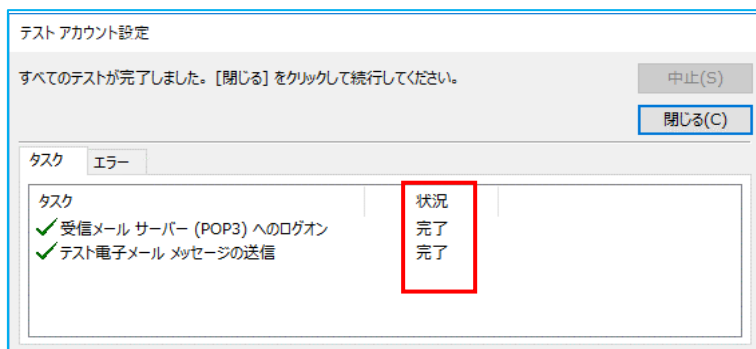 テスト アカウント設定
すべてのテストが完了しました。[閉じる] をクリックして続行してください。
中止(S)
閉じる(C)
タスク エラー
タスク 状況
受信メール サーバー (POP3) へのログオン 完了
テスト電子メール メッセージの送信 完了